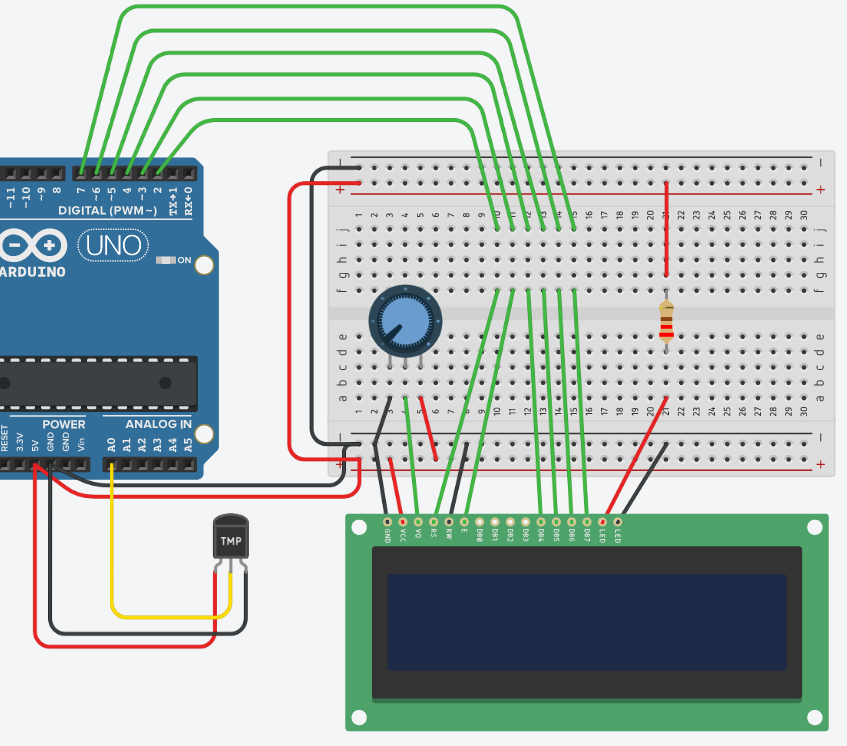 ~11
~10
~9
8
7
~6
~5
4
~3
2
TX→1
RX←0
DIGITAL (PWM~)
UNO
ARDUINO
ON
POWER
ANALOG IN
RESET
3.3V
5V
GND
GND
Vin
A0
A1
A2
A3
A4
A5
TMP
− −
+ +
1 2 3 4 5 6 7 8 9 10 11 12 13 14 15 16 17 18 19 20 21 22 23 24 25 26 27 28 29 30
j j
i i
h h
g g
f f
e e
d d
c c
b b
a a
1 2 3 4 5 6 7 8 9 10 11 12 13 14 15 16 17 18 19 20 21 22 23 24 25 26 27 28 29 30
− −
+ +
GND
VCC
V0
RS
RW
E
DB0
DB1
DB2
DB3
DB4
DB5
DB6
DB7
LED
LED